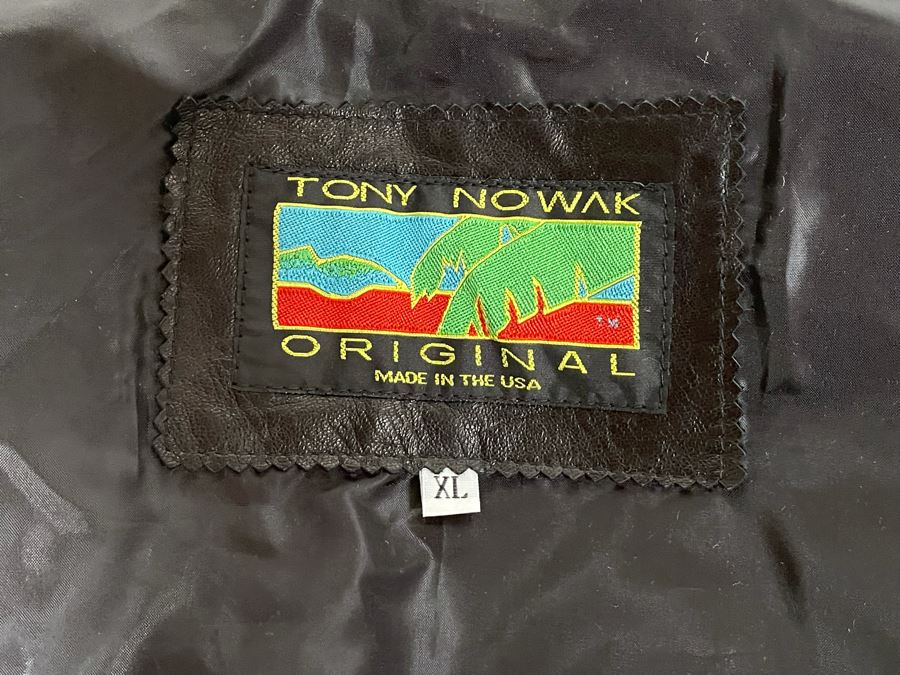 TONY NOWAK
TM
ORIGINAL
MADE IN THE USA
XL